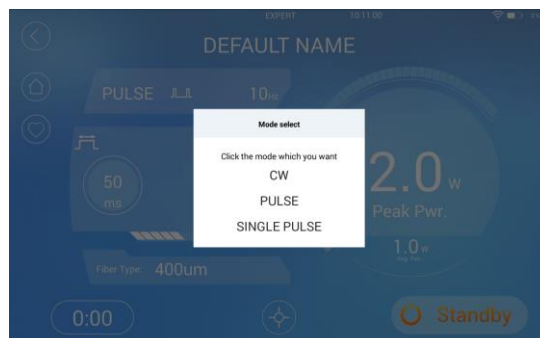 EXPERT 10:11:00
DEFAULT NAME
PULSE 10Hz
Mode select
Click the mode which you want
CW
PULSE
SINGLE PULSE
50
ms
2.0 W
Peak Pwr.
1.0 W
Avg. Pwr.
Fiber Type: 400um
0:00
Standby